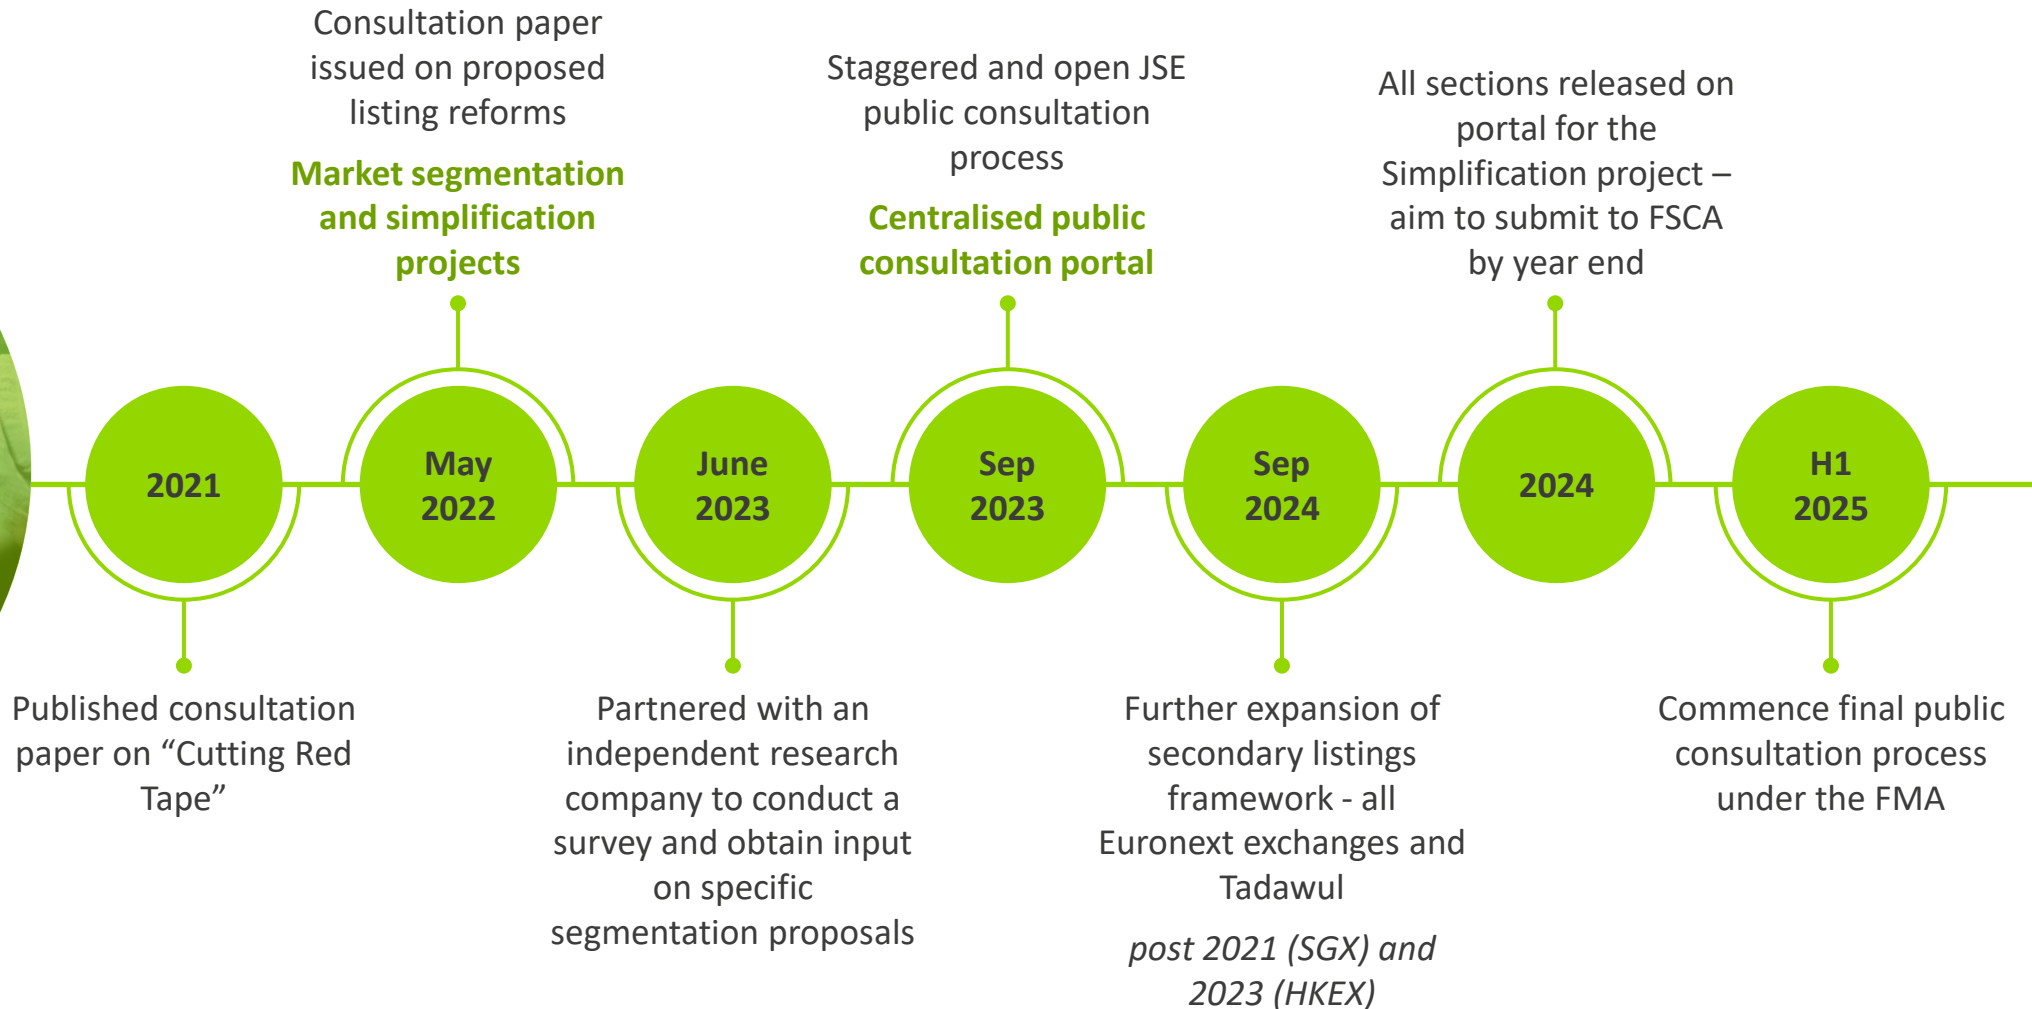 Consultation paper
issued on proposed
listing reforms
Market segmentation
and simplification
projects
Staggered and open JSE
public consultation
process
Centralised public
consultation portal
All sections released on
portal for the
Simplification project –
aim to submit to FSCA
by year end
2021
May
2022
June
2023
Sep
2023
Sep
2024
2024
H1
2025
Published consultation
paper on “Cutting Red
Tape”
Partnered with an
independent research
company to conduct a
survey and obtain input
on specific
segmentation proposals
Further expansion of
secondary listings
framework - all
Euronext exchanges and
Tadawul
post 2021 (SGX) and
2023 (HKEX)
Commence final public
consultation process
under the FMA